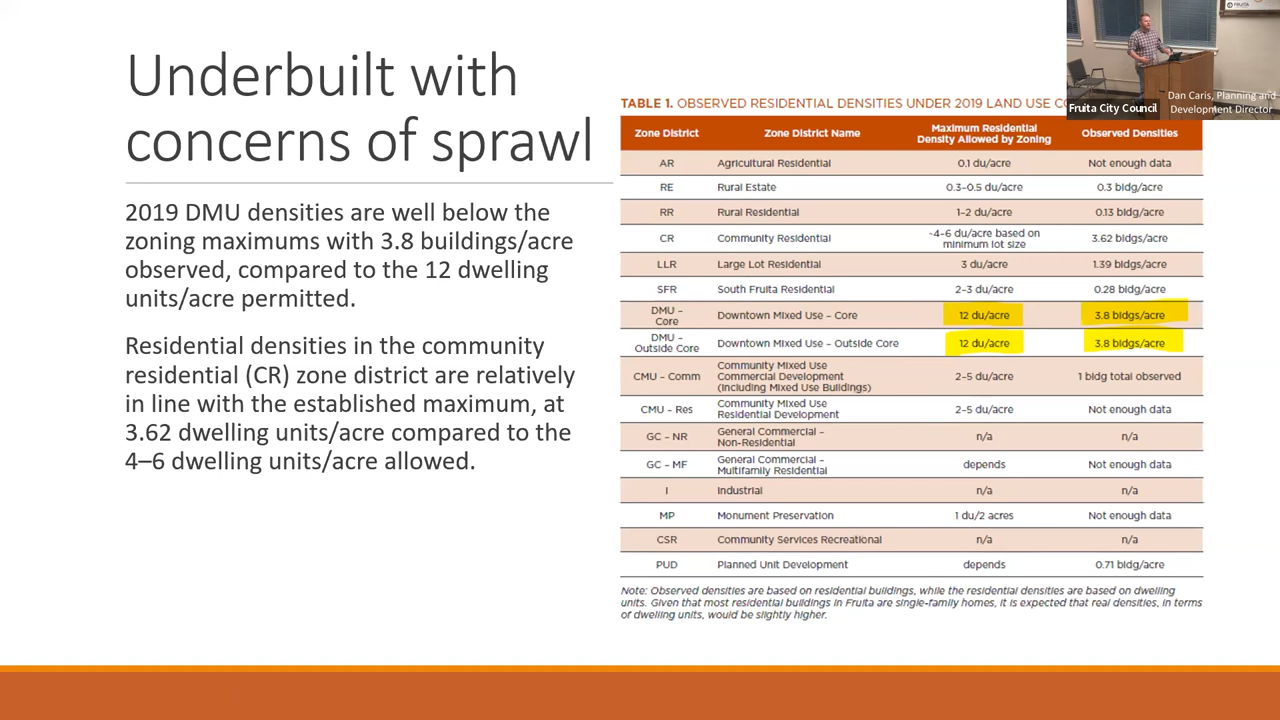 Underbuilt with
concerns of sprawl
2019 DMU densities are well below the
zoning maximums with 3.8 buildings/acre
observed, compared to the 12 dwelling
units/acre permitted.
Residential densities in the community
residential (CR) zone district are relatively
in line with the established maximum, at
3.62 dwelling units/acre compared to the
4–6 dwelling units/acre allowed.
Fruita City Council
Dan Caris, Planning and
Development Director
TABLE 1. OBSERVED RESIDENTIAL DENSITIES UNDER 2019 LAND USE
Zone District Zone District Name Maximum Residential Density Allowed by Zoning Observed Densities
AR Agricultural Residential 0.1 du/acre Not enough data
RE Rural Estate 0.3–0.5 du/acre 0.3 bldg/acre
RR Rural Residential 1–2 du/acre 0.13 bldg/acre
CR Community Residential ~4–6 du/acre based on minimum lot size 3.62 bldgs/acre
LLR Large Lot Residential 3 du/acre 1.39 bldgs/acre
SFR South Fruita Residential 2–3 du/acre 0.28 bldg/acre
DMU – Core Downtown Mixed Use – Core 12 du/acre 3.8 bldgs/acre
DMU – Outside Core Downtown Mixed Use – Outside Core 12 du/acre 3.8 bldgs/acre
CMU – Comm Community Mixed Use Commercial Development (Including Mixed Use Buildings) 2–5 du/acre 1 bldg total observed
CMU – Res Community Mixed Use Residential Development 2–5 du/acre Not enough data
GC – NR General Commercial – Non-Residential n/a n/a
GC – MF General Commercial – Multifamily Residential depends Not enough data
I Industrial n/a n/a
MP Monument Preservation 1 du/2 acres Not enough data
CSR Community Services Recreational n/a n/a
PUD Planned Unit Development depends 0.71 bldg/acre
Note: Observed densities are based on residential buildings, while the residential densities are based on dwelling
units. Given that most residential buildings in Fruita are single-family homes, it is expected that real densities, in terms
of dwelling units, would be slightly higher.